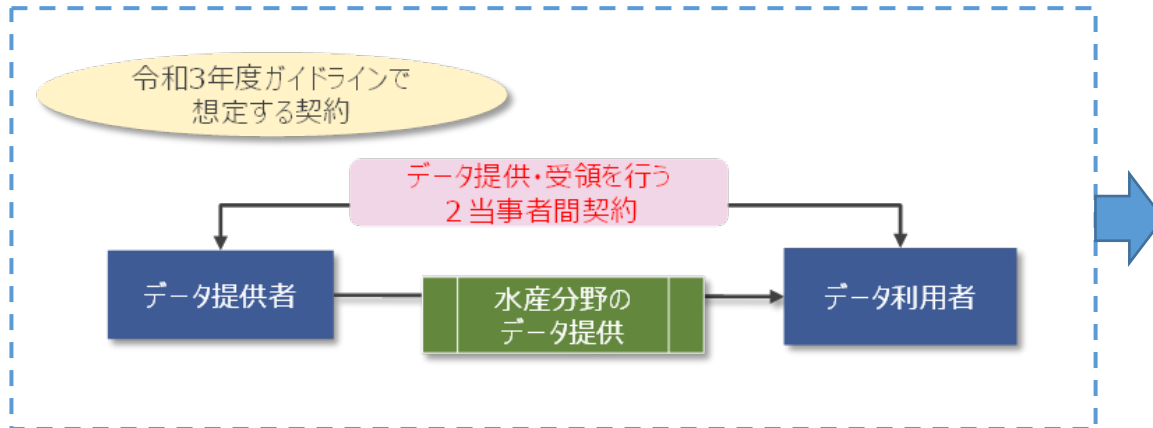 令和3年度ガイドラインで
想定する契約
データ提供・受領を行う
２当事者間契約
データ提供者
水産分野の
データ提供
データ利用者